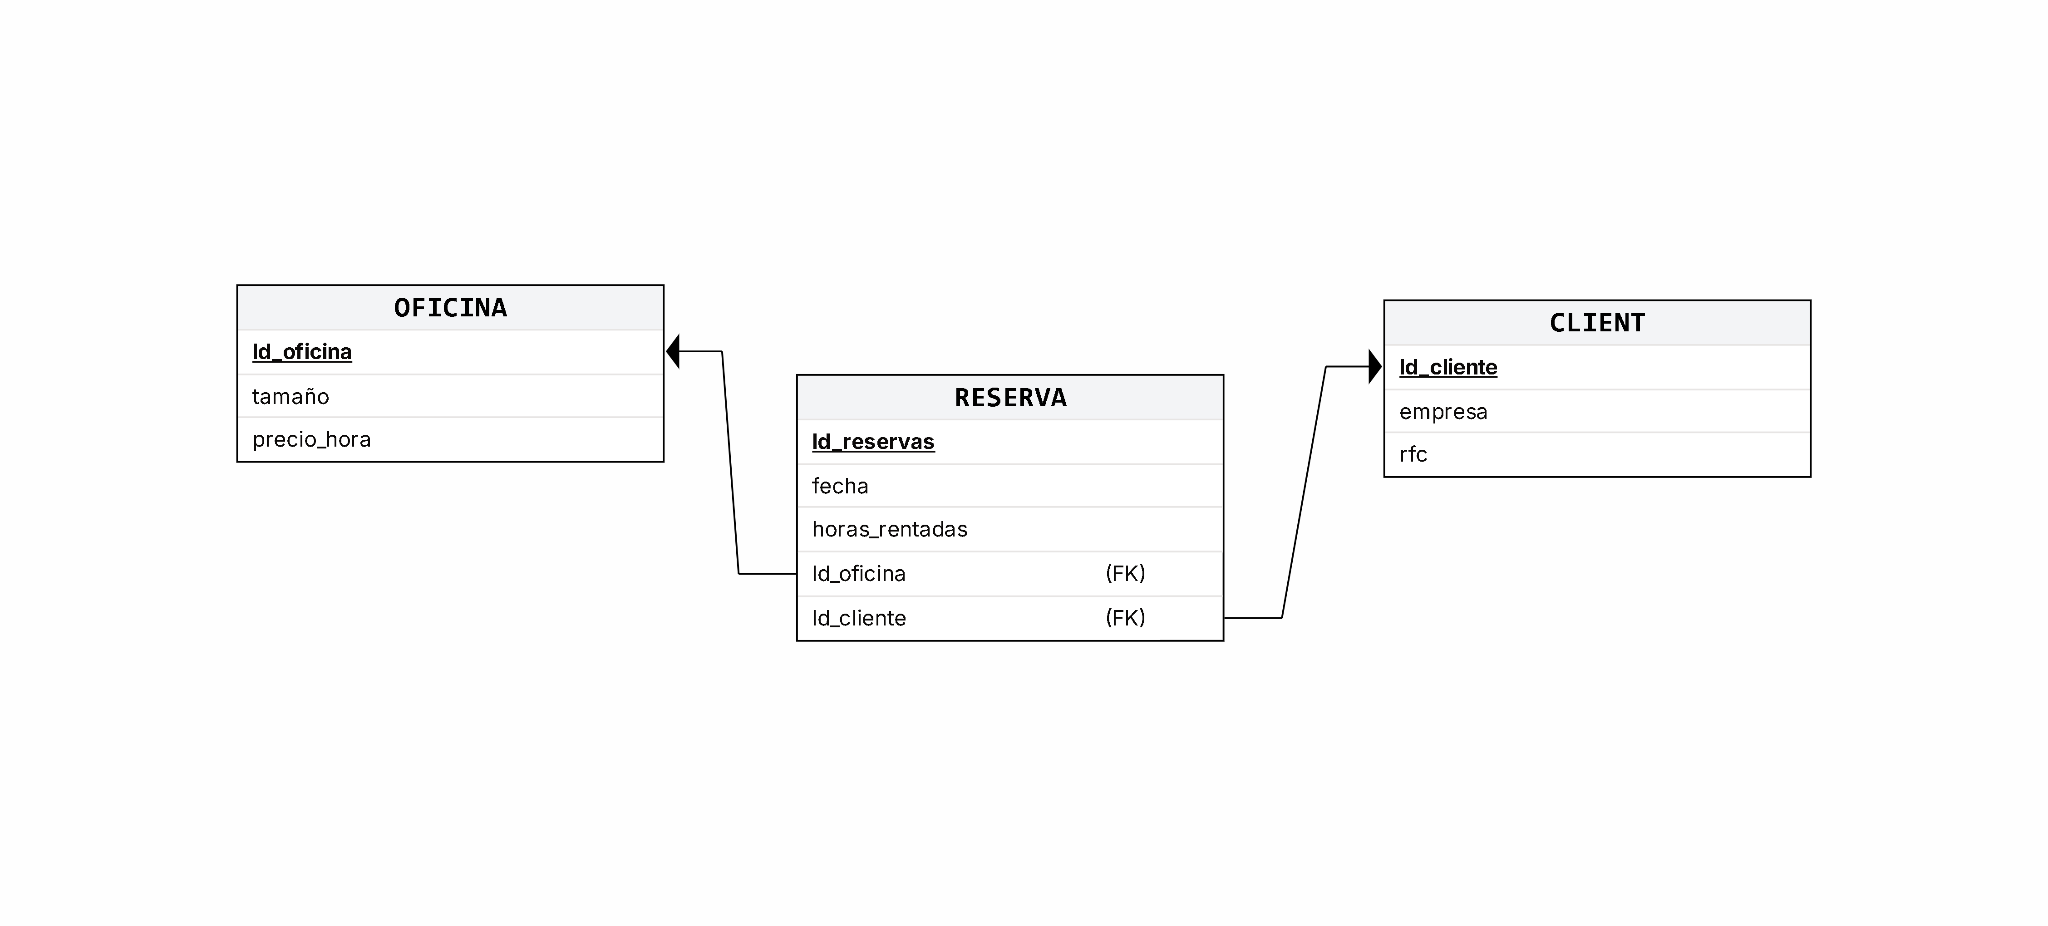 OFICINA
Id_oficina
tamaño
precio_hora
RESERVA
Id_reservas
fecha
horas_rentadas
Id_oficina (FK)
Id_cliente (FK)
CLIENT
Id_cliente
empresa
rfc